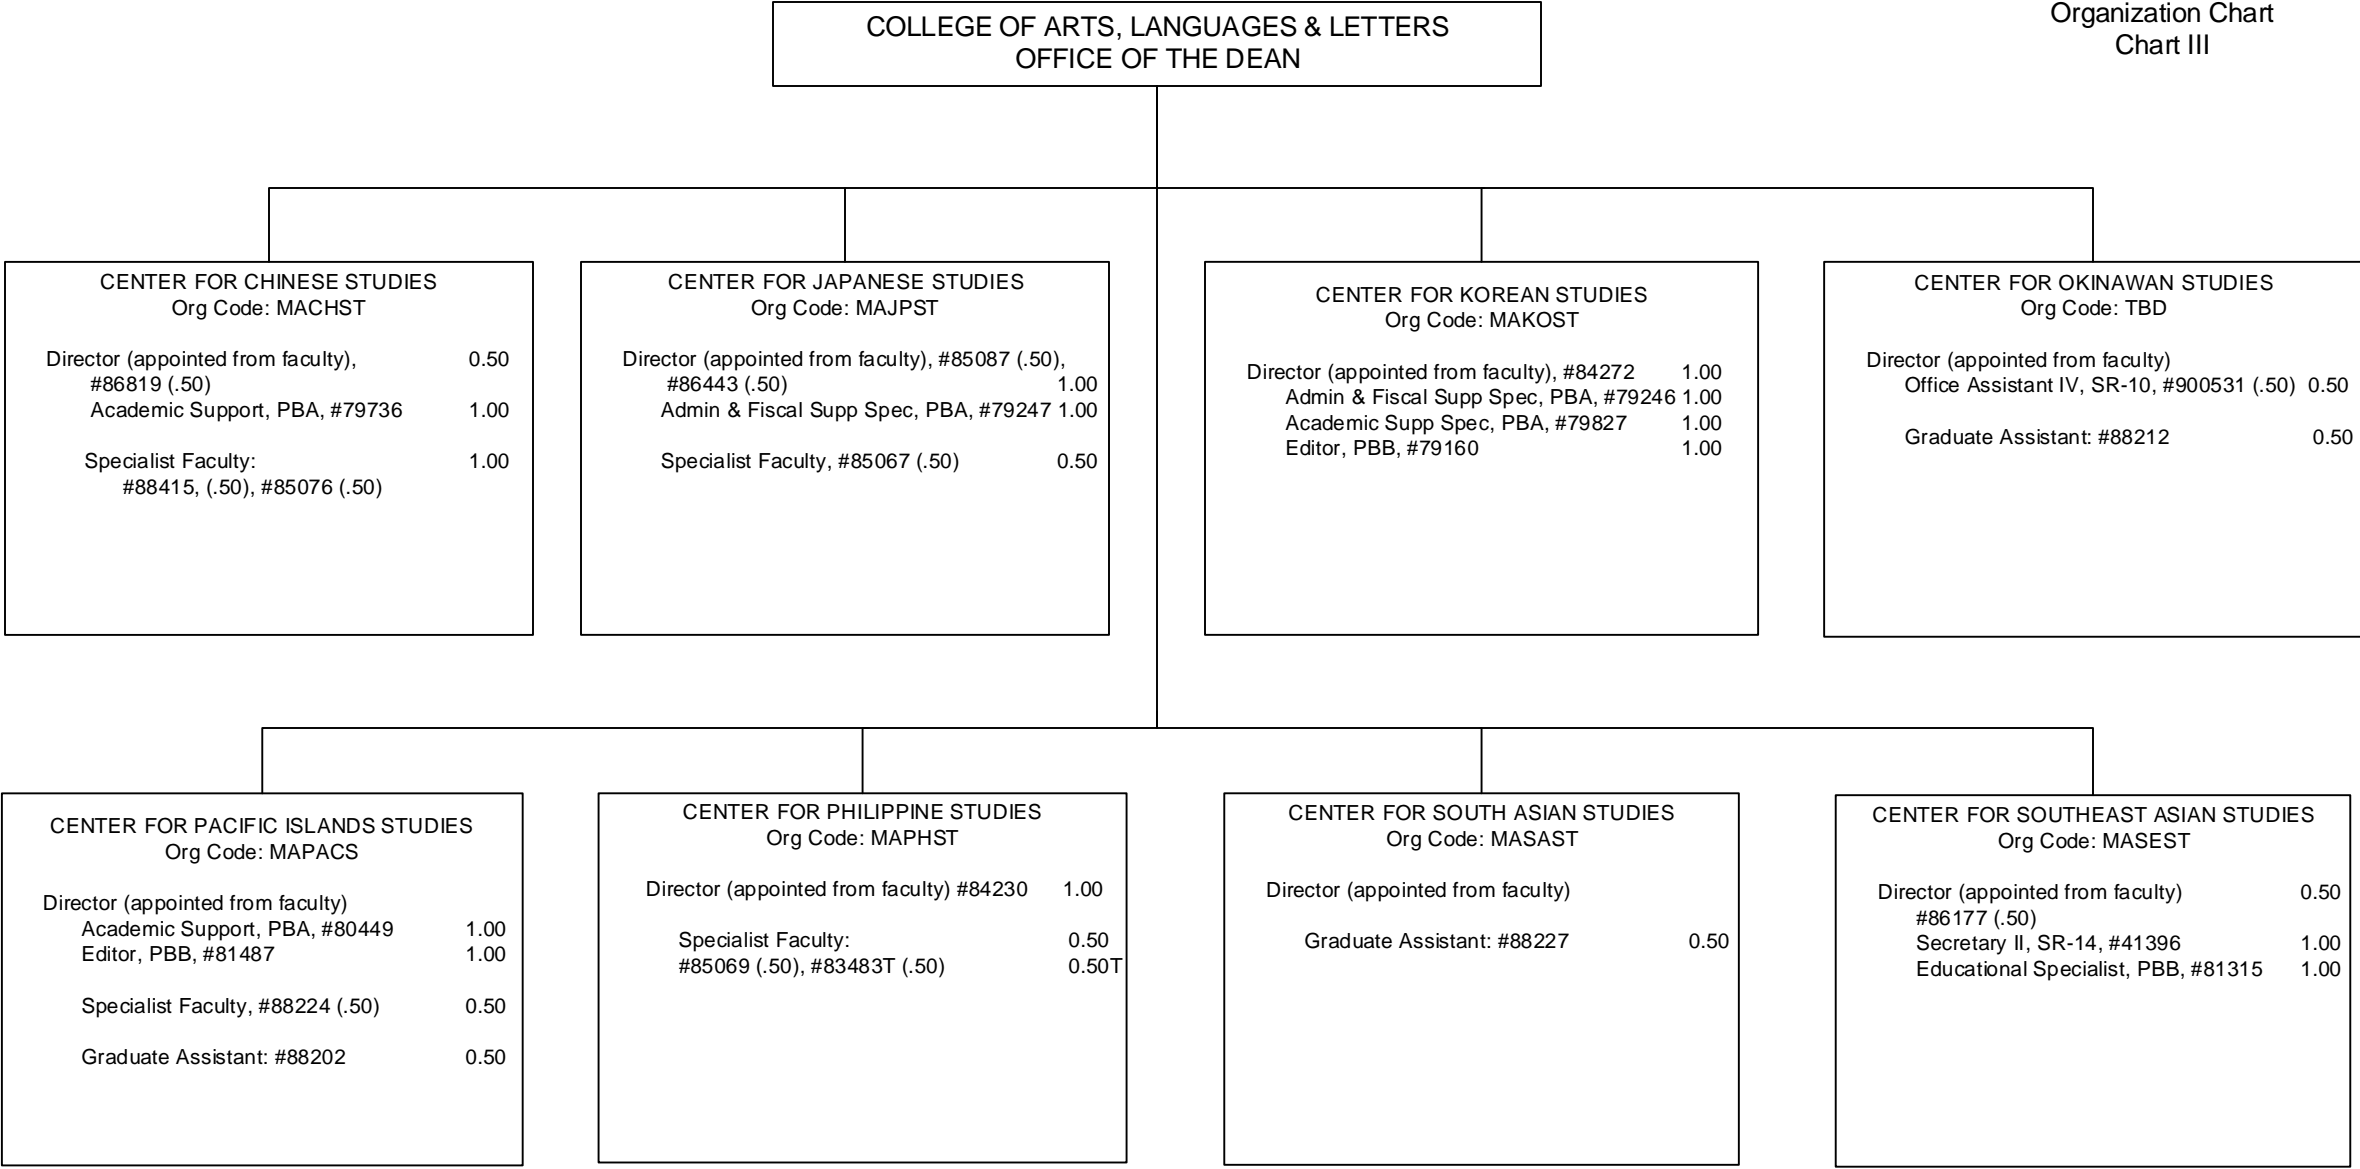 Organization Chart
Chart III
COLLEGE OF ARTS, LANGUAGES & LETTERS
OFFICE OF THE DEAN
CENTER FOR CHINESE STUDIES
Org Code: MACHST
Director (appointed from faculty), 0.50
#86819 (.50)
Academic Support, PBA, #79736 1.00
Specialist Faculty: 1.00
#88415, (.50), #85076 (.50)
CENTER FOR JAPANESE STUDIES
Org Code: MAJPST
Director (appointed from faculty), #85087 (.50),
#86443 (.50) 1.00
Admin & Fiscal Supp Spec, PBA, #79247 1.00
Specialist Faculty, #85067 (.50) 0.50
CENTER FOR KOREAN STUDIES
Org Code: MAKOST
Director (appointed from faculty), #84272 1.00
Admin & Fiscal Supp Spec, PBA, #79246 1.00
Academic Supp Spec, PBA, #79827 1.00
Editor, PBB, #79160 1.00
CENTER FOR OKINAWAN STUDIES
Org Code: TBD
Director (appointed from faculty)
Office Assistant IV, SR-10, #900531 (.50) 0.50
Graduate Assistant: #88212 0.50
CENTER FOR PACIFIC ISLANDS STUDIES
Org Code: MAPACS
Director (appointed from faculty)
Academic Support, PBA, #80449 1.00
Editor, PBB, #81487 1.00
Specialist Faculty, #88224 (.50) 0.50
Graduate Assistant: #88202 0.50
CENTER FOR PHILIPPINE STUDIES
Org Code: MAPHST
Director (appointed from faculty) #84230 1.00
Specialist Faculty: 0.50
#85069 (.50), #83483T (.50) 0.50T
CENTER FOR SOUTH ASIAN STUDIES
Org Code: MASAST
Director (appointed from faculty)
Graduate Assistant: #88227 0.50
CENTER FOR SOUTHEAST ASIAN STUDIES
Org Code: MASEST
Director (appointed from faculty) 0.50
#86177 (.50)
Secretary II, SR-14, #41396 1.00
Educational Specialist, PBB, #81315 1.00